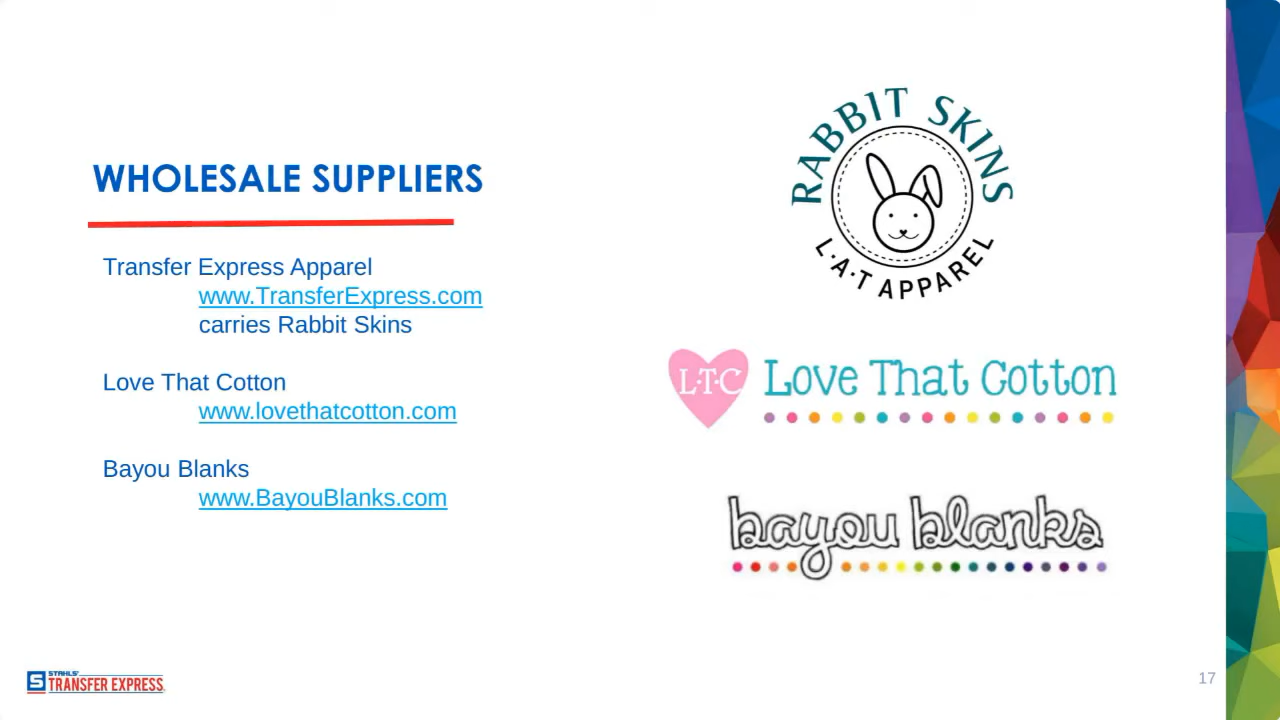 WHOLESALE SUPPLIERS
Transfer Express Apparel
www.TransferExpress.com
carries Rabbit Skins
Love That Cotton
www.lovethatcotton.com
Bayou Blanks
www.BayouBlanks.com
RABBIT SKINS
L·A·T APPAREL
L·T·C Love That Cotton
bayou blanks
S STAHLS'
TRANSFER EXPRESS
17